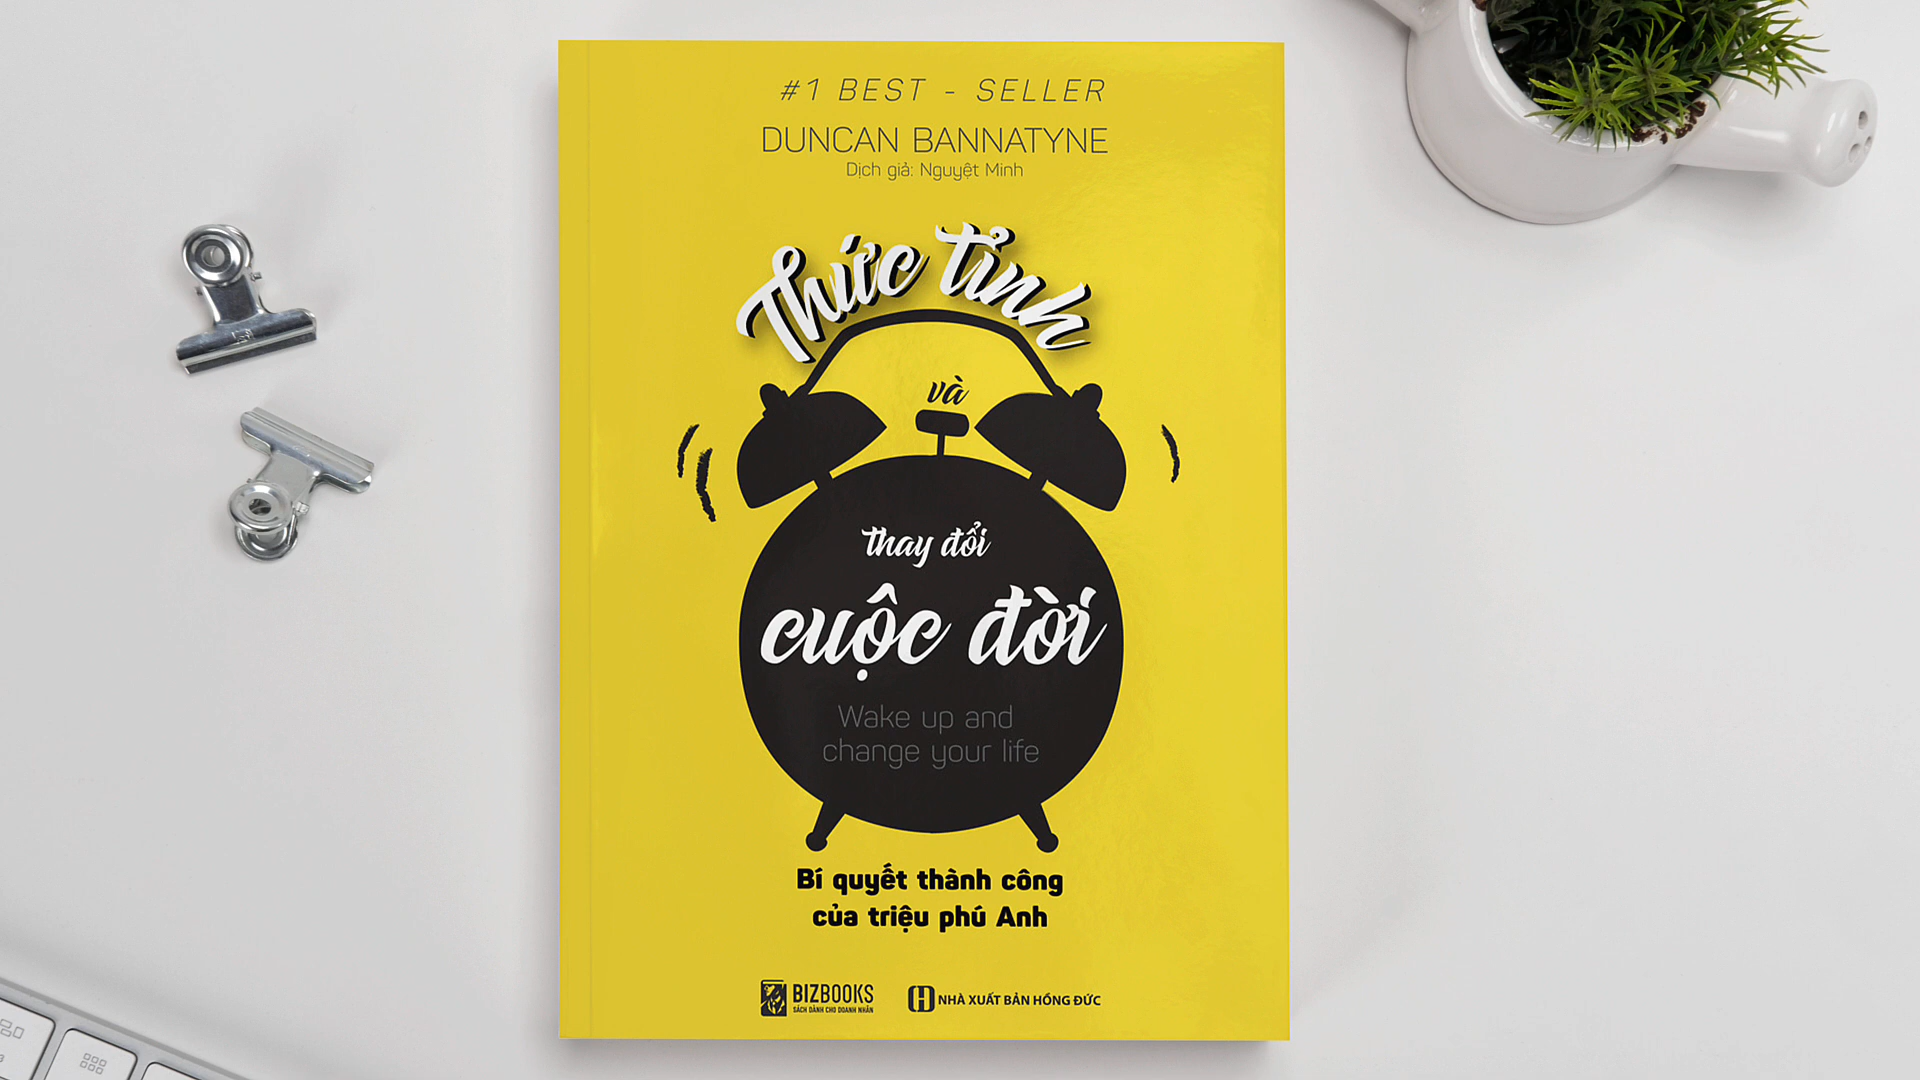 #1 BEST - SELLER
DUNCAN BANNATYNE
Dịch giả: Nguyệt Minh
Thức tỉnh
và
thay đổi
cuộc đời
Wake up and
change your life
Bí quyết thành công
của triệu phú Anh
BIZBOOKS
SÁCH DÀNH CHO DOANH NHÂN
NHÀ XUẤT BẢN HỒNG ĐỨC